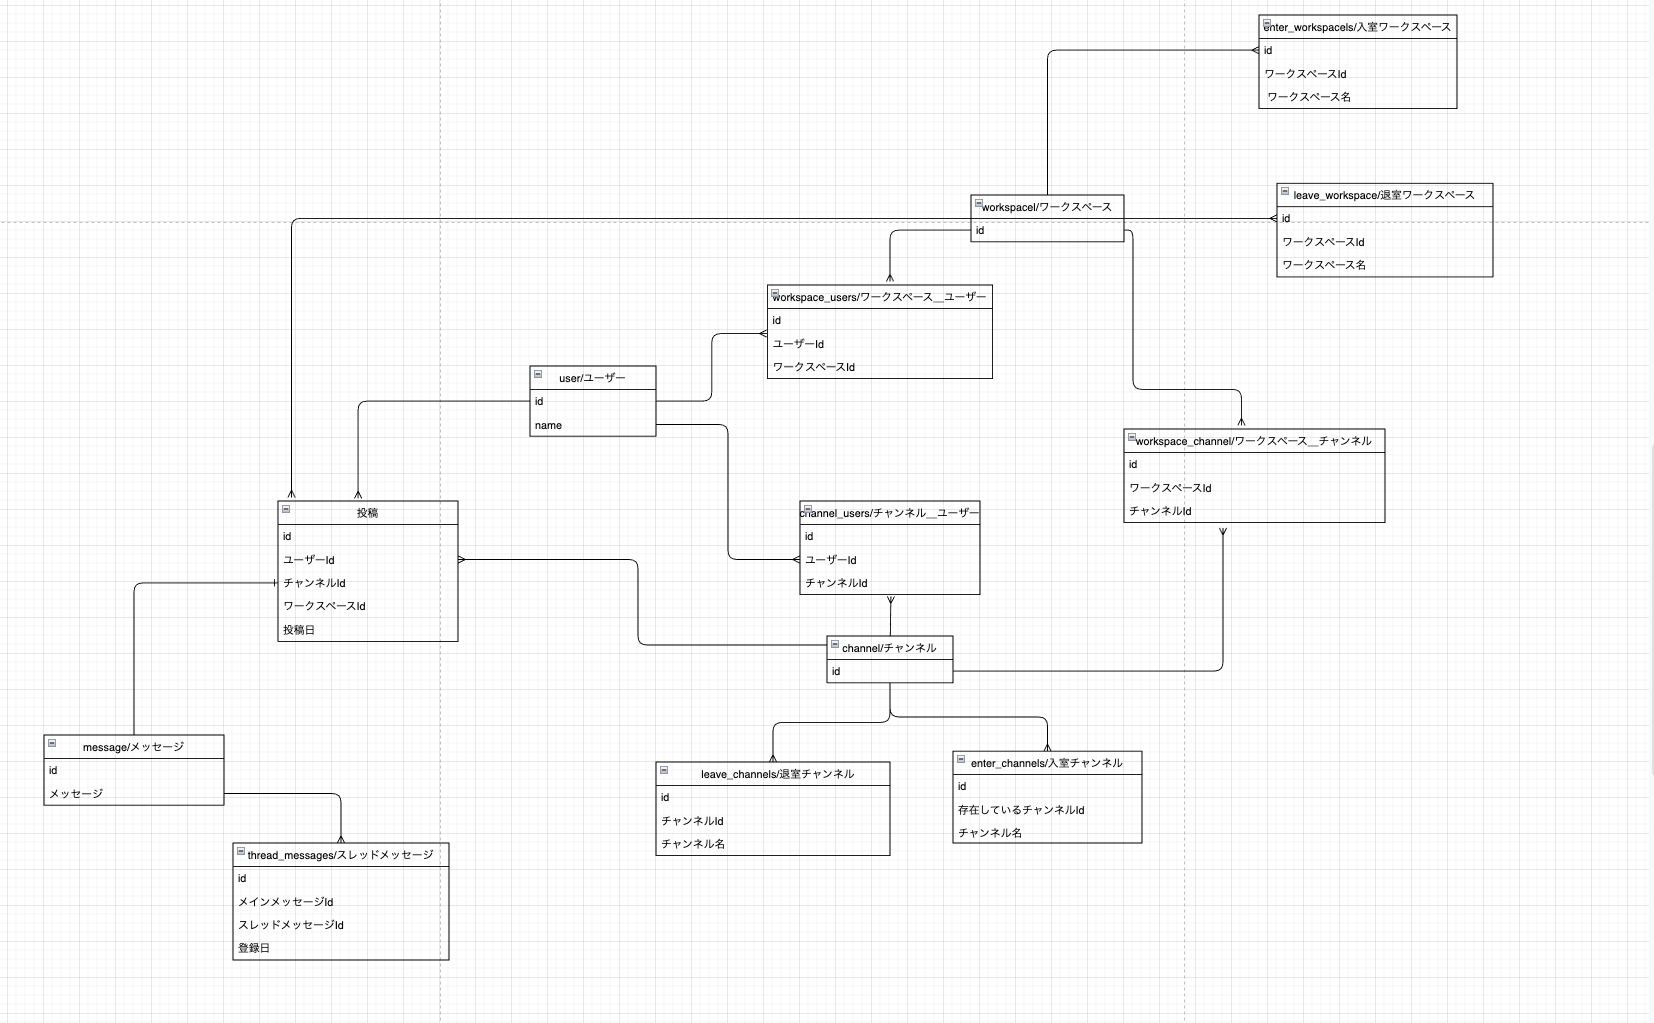 enter_workspacels/入室ワークスペース
id
ワークスペースId
ワークスペース名
leave_workspace/退室ワークスペース
id
ワークスペースId
ワークスペース名
workspacel/ワークスペース
id
workspace_users/ワークスペース__ユーザー
id
ユーザーId
ワークスペースId
user/ユーザー
id
name
workspace_channel/ワークスペース__チャンネル
id
ワークスペースId
チャンネルId
投稿
id
ユーザーId
チャンネルId
ワークスペースId
投稿日
channel_users/チャンネル__ユーザー
id
ユーザーId
チャンネルId
channel/チャンネル
id
message/メッセージ
id
メッセージ
leave_channels/退室チャンネル
id
チャンネルId
チャンネル名
enter_channels/入室チャンネル
id
存在しているチャンネルId
チャンネル名
thread_messages/スレッドメッセージ
id
メインメッセージId
スレッドメッセージId
登録日